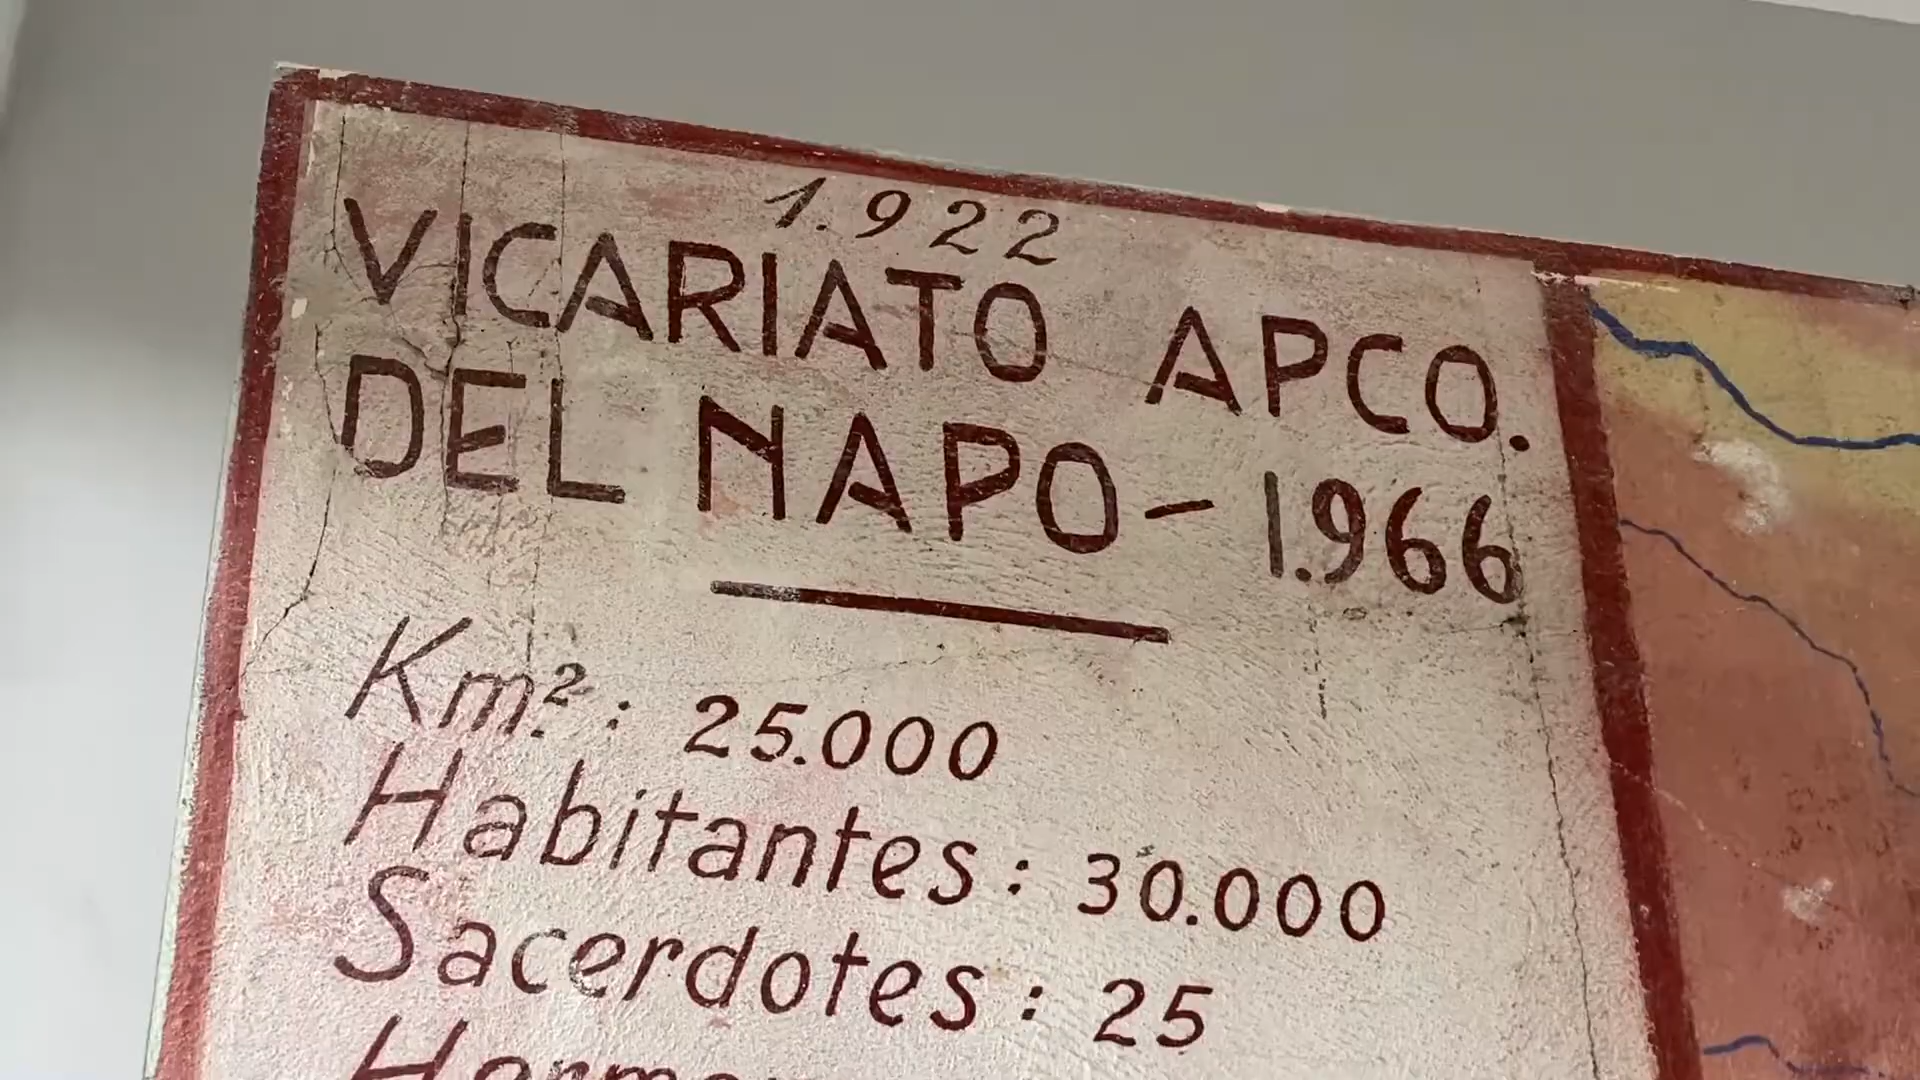 1.922
VICARIATO APCO.
DEL NAPO - 1.966
Km²: 25.000
Habitantes: 30.000
Sacerdotes: 25